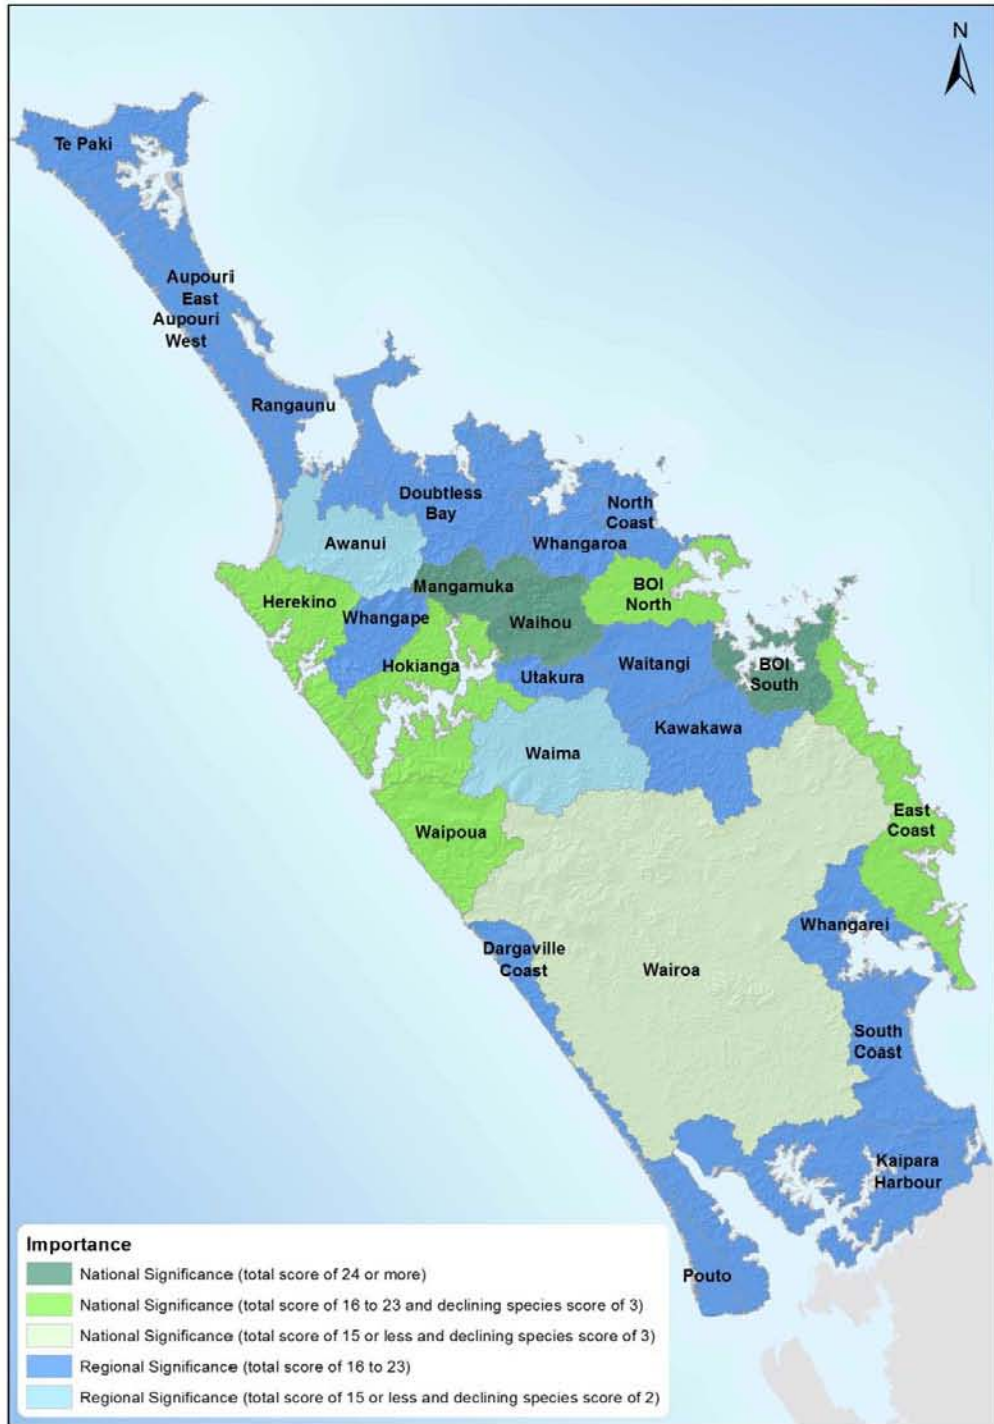 N
Te Paki
Aupouri
East
Aupouri
West
Rangaunu
Doubtless
Bay
North
Coast
Whangaroa
Awanui
Mangamuka
BOI
North
Herekino
Whangape
Waihou
Hokianga
Utakura
Waitangi
BOI
South
Kawakawa
Waima
Waipoua
East
Coast
Whangarei
Dargaville
Coast
Wairoa
South
Coast
Kaipara
Harbour
Pouto
Importance
National Significance (total score of 24 or more)
National Significance (total score of 16 to 23 and declining species score of 3)
National Significance (total score of 15 or less and declining species score of 3)
Regional Significance (total score of 16 to 23)
Regional Significance (total score of 15 or less and declining species score of 2)